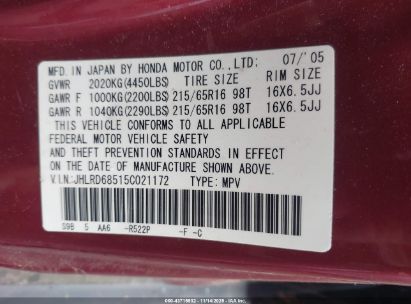 MFD. IN JAPAN BY HONDA MOTOR CO.,LTD. 07/'05
GVWR 2020KG(4450LBS) TIRE SIZE RIM SIZE
GAWR F 1000KG(2200LBS) 215/65R16 98T 16X6.5JJ
GAWR R 1040KG(2290LBS) 215/65R16 98T 16X6.5JJ
THIS VEHICLE CONFORMS TO ALL APPLICABLE
FEDERAL MOTOR VEHICLE SAFETY
AND THEFT PREVENTION STANDARDS IN EFFECT
ON THE DATE OF MANUFACTURE SHOWN ABOVE.
V.I.N:JHLRD68515C021172 TYPE: MPV
S9B 5 AA6 -R522P -F -C
11/14/2025